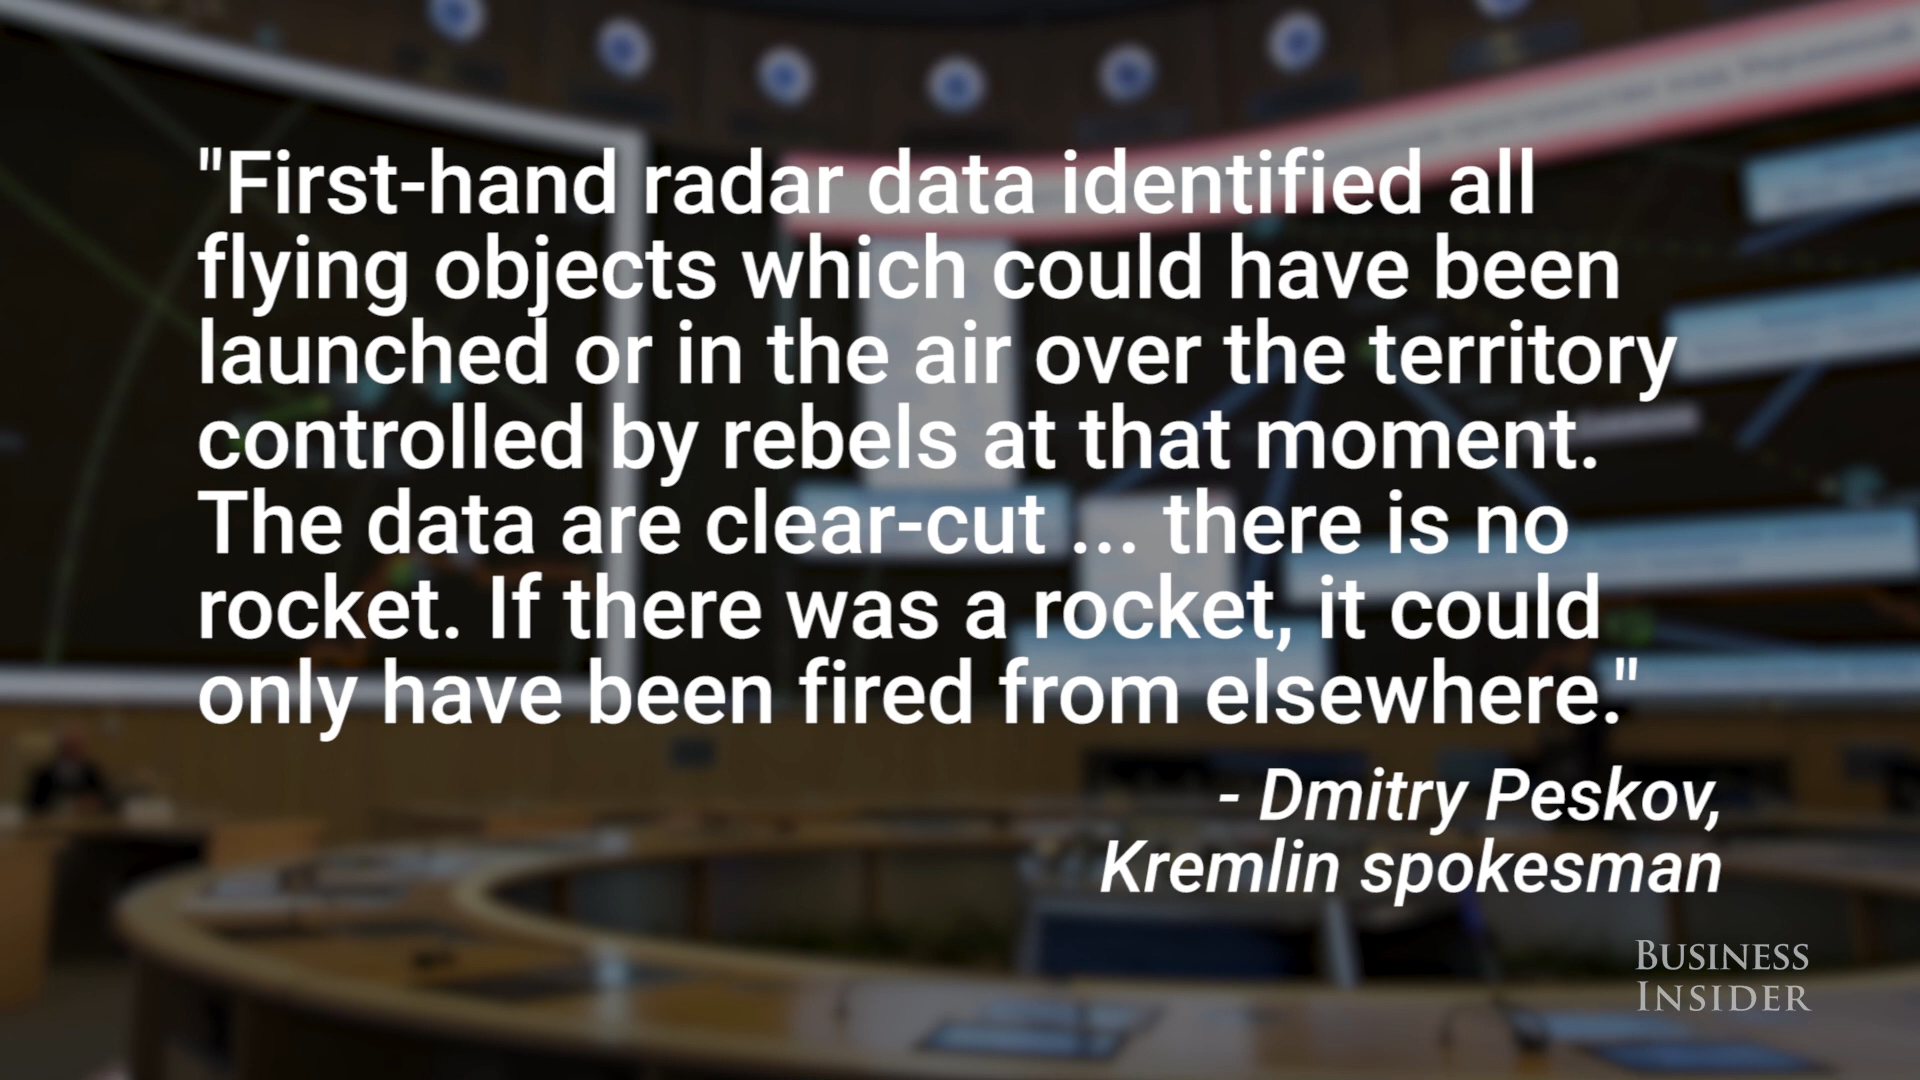 "First-hand radar data identified all
flying objects which could have been
launched or in the air over the territory
controlled by rebels at that moment.
The data are clear-cut ... there is no
rocket. If there was a rocket, it could
only have been fired from elsewhere."
- Dmitry Peskov,
Kremlin spokesman
BUSINESS
INSIDER